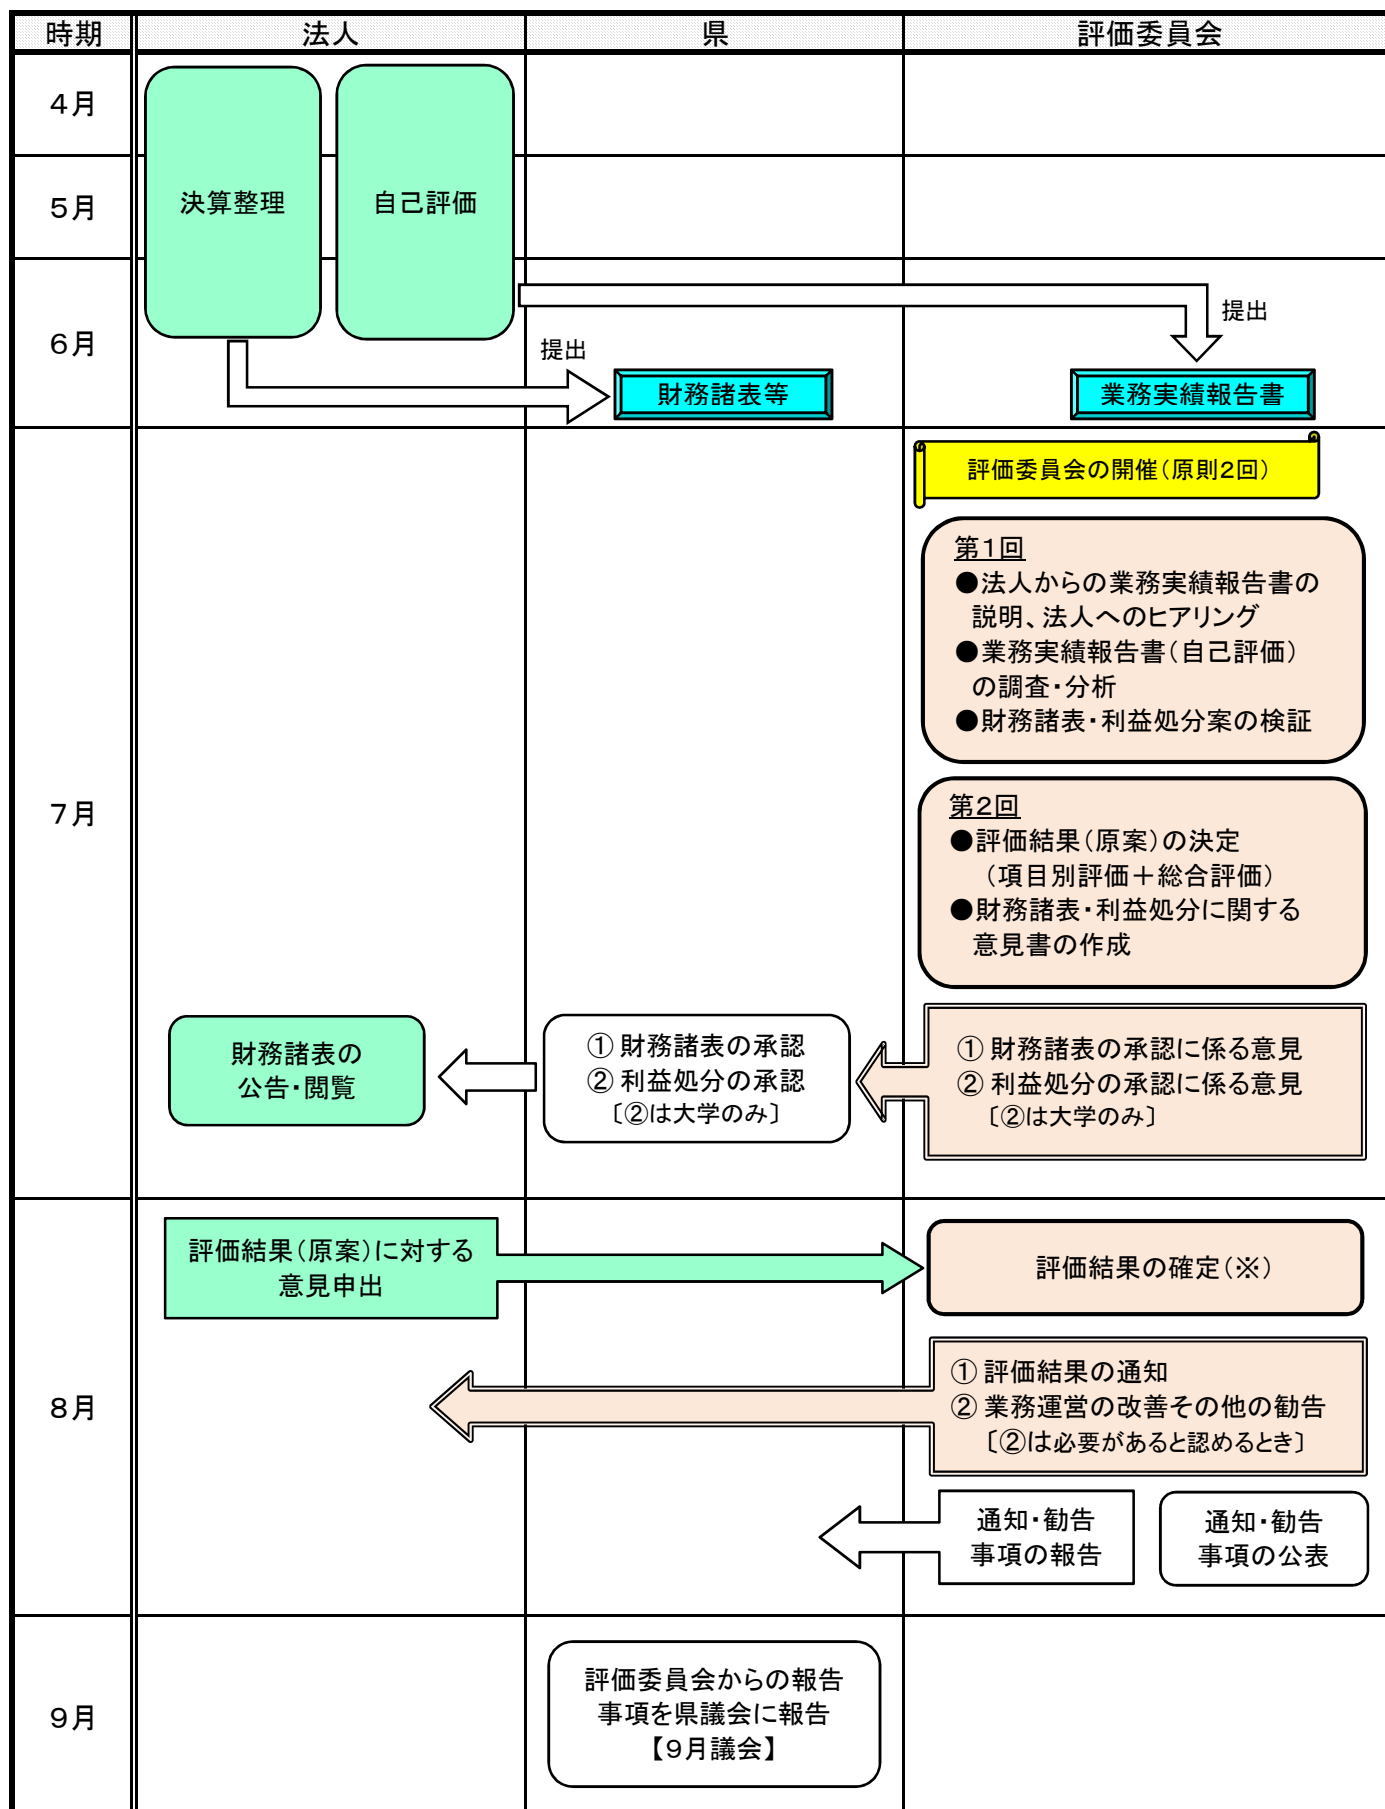 時期 法人 県 評価委員会
４月
５月
決算整理
自己評価
６月
提出
提出
財務諸表等
業務実績報告書
７月
評価委員会の開催（原則２回）
第１回
●法人からの業務実績報告書の
説明、法人へのヒアリング
●業務実績報告書（自己評価）
の調査・分析
●財務諸表・利益処分案の検証
第２回
●評価結果（原案）の決定
（項目別評価＋総合評価）
●財務諸表・利益処分に関する
意見書の作成
① 財務諸表の承認に係る意見
② 利益処分の承認に係る意見
〔②は大学のみ〕
① 財務諸表の承認
② 利益処分の承認
〔②は大学のみ〕
財務諸表の
公告・閲覧
８月
評価結果（原案）に対する
意見申出
評価結果の確定（※）
① 評価結果の通知
② 業務運営の改善その他の勧告
〔②は必要があると認めるとき〕
通知・勧告
事項の報告
通知・勧告
事項の公表
９月
評価委員会からの報告
事項を県議会に報告
【９月議会】